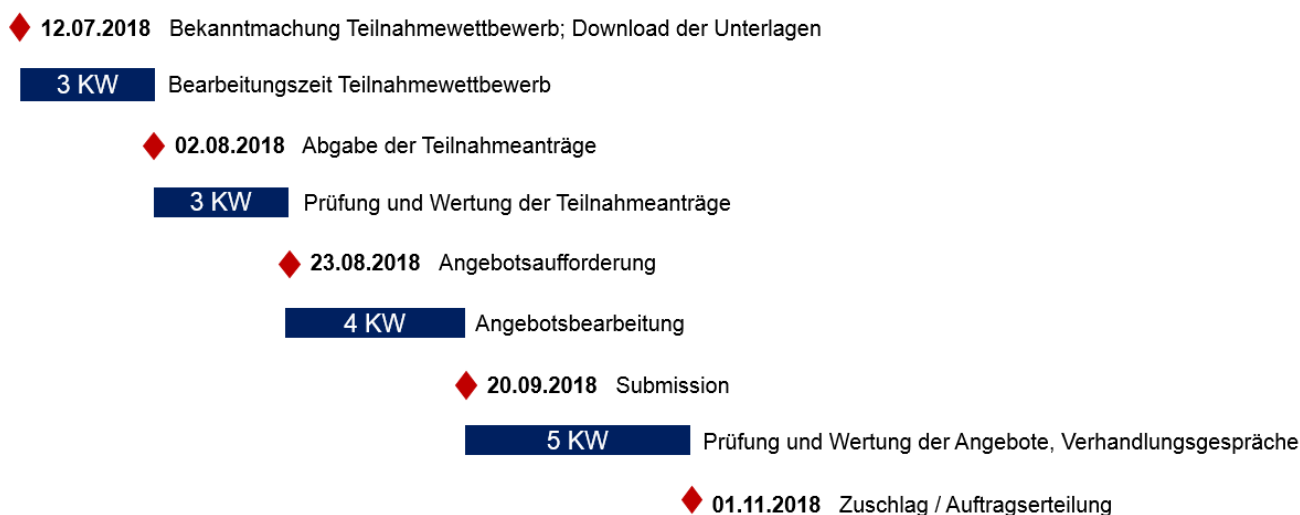 12.07.2018 Bekanntmachung Teilnahmewettbewerb; Download der Unterlagen
3 KW Bearbeitungszeit Teilnahmewettbewerb
02.08.2018 Abgabe der Teilnahmeanträge
3 KW Prüfung und Wertung der Teilnahmeanträge
23.08.2018 Angebotsaufforderung
4 KW Angebotsbearbeitung
20.09.2018 Submission
5 KW Prüfung und Wertung der Angebote, Verhandlungsgespräche
01.11.2018 Zuschlag / Auftragserteilung